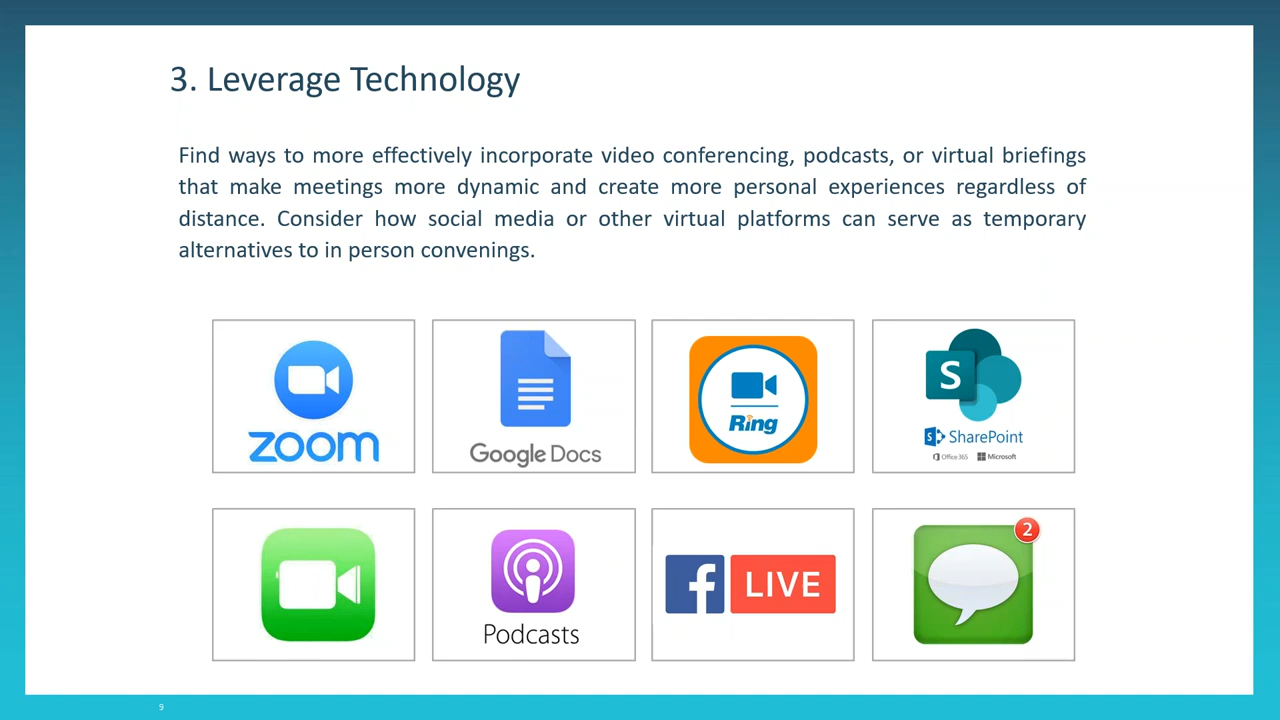 3. Leverage Technology
Find ways to more effectively incorporate video conferencing, podcasts, or virtual briefings
that make meetings more dynamic and create more personal experiences regardless of
distance. Consider how social media or other virtual platforms can serve as temporary
alternatives to in person convenings.
zoom
Google Docs
Ring
S
S
SharePoint
Office 365 Microsoft
Podcasts
f LIVE
2
9